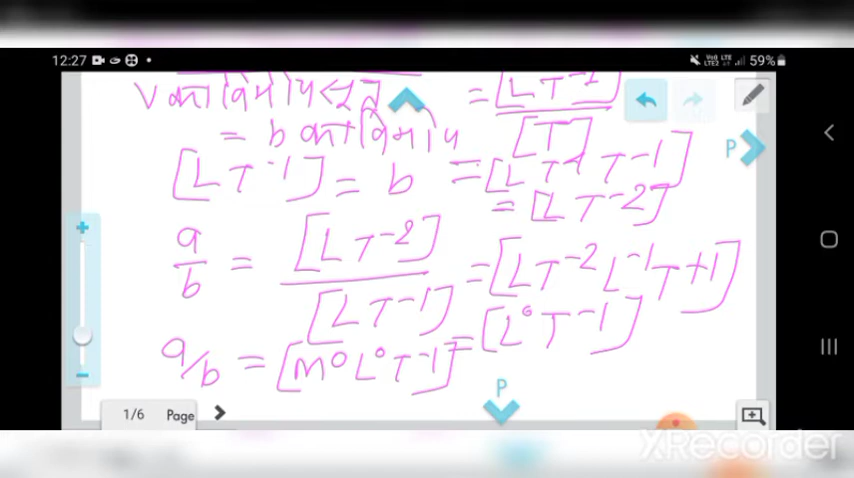 12:27 59%
V का विमीय सूत्र = [LT⁻¹]/[T]
= b का विमीय
[LT⁻¹] = b = [LT⁻¹T⁻¹]
= [LT⁻²]
a/b = [LT⁻²]/[LT⁻¹] = [LT⁻²L⁻¹T⁺¹]
= [L⁰T⁻¹]
a/b = [M⁰L⁰T⁻¹]
P
P
1/6 Page
XRecorder